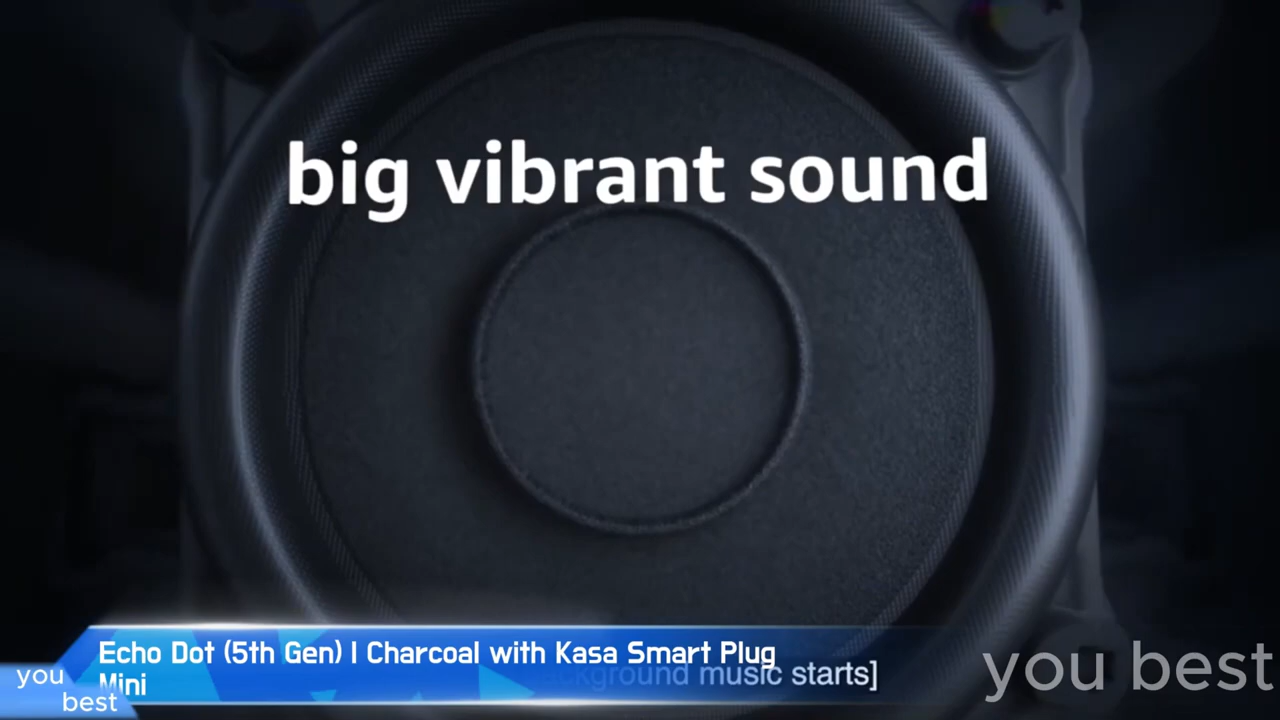 big vibrant sound
Echo Dot (5th Gen) | Charcoal with Kasa Smart Plug
Mini
background music starts]
you
best
you best